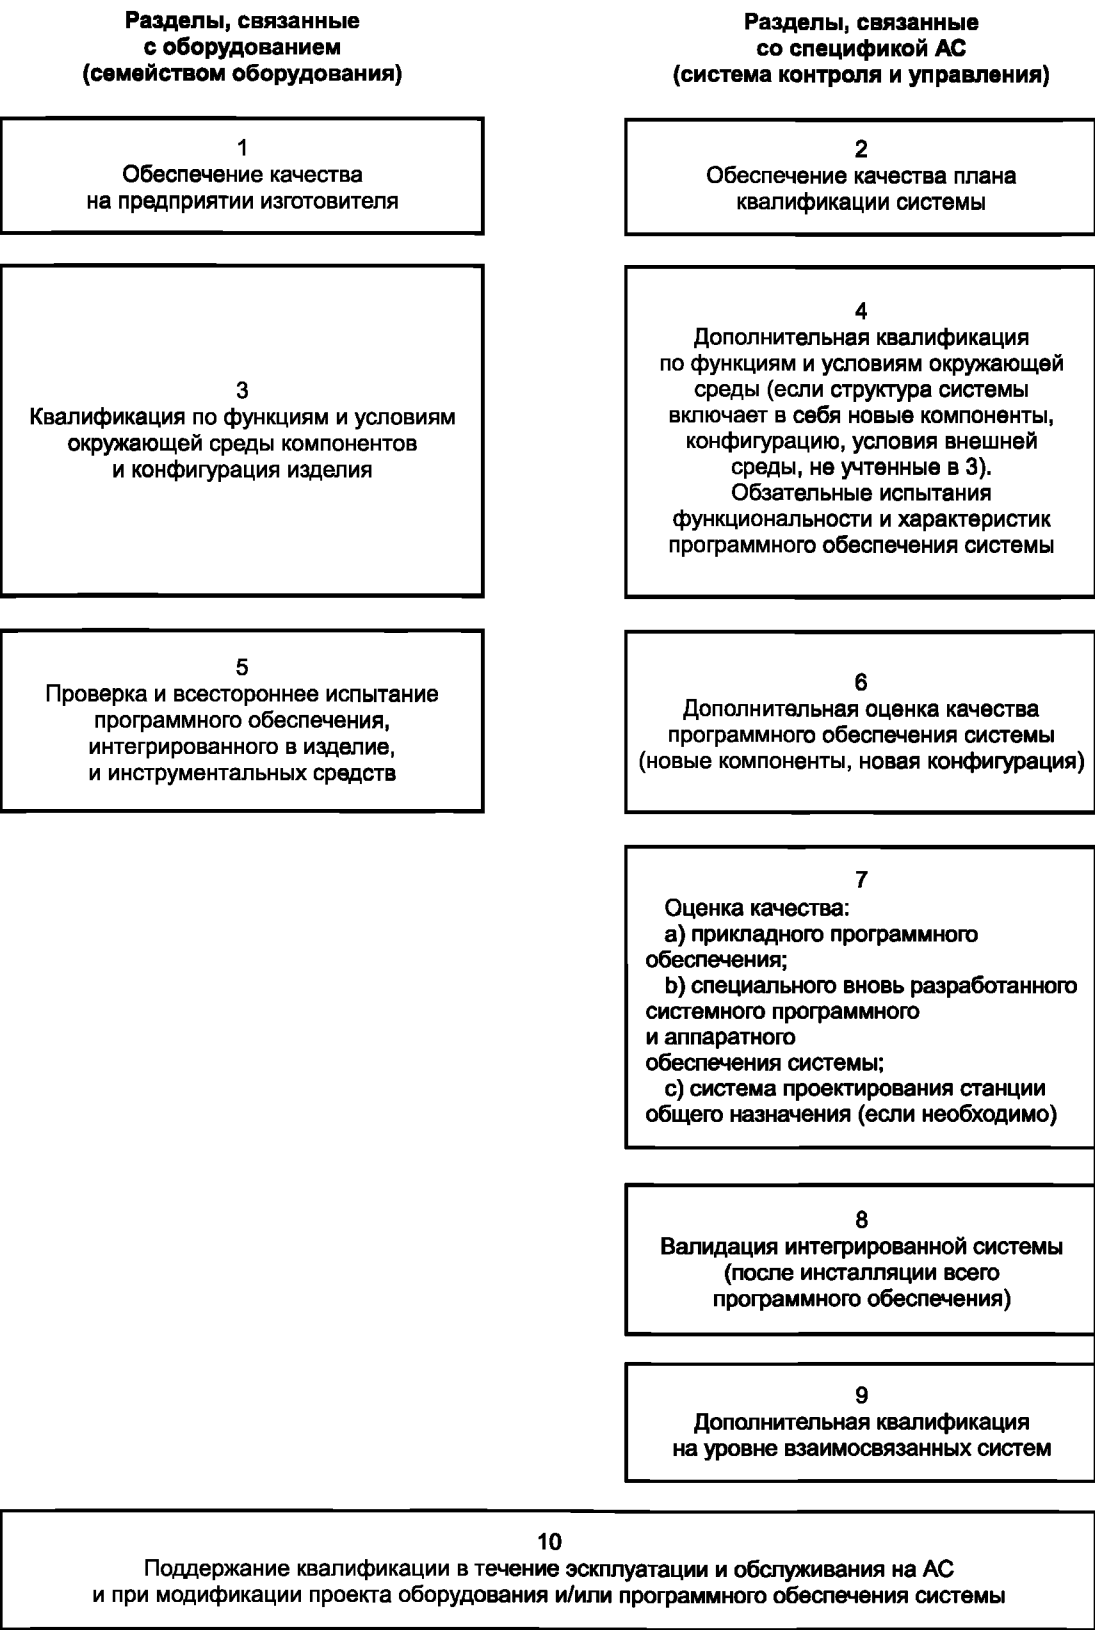 Разделы, связанные
с оборудованием
(семейством оборудования)
Разделы, связанные
со спецификой АС
(система контроля и управления)
1
Обеспечение качества
на предприятии изготовителя
2
Обеспечение качества плана
квалификации системы
3
Квалификация по функциям и условиям
окружающей среды компонентов
и конфигурация изделия
4
Дополнительная квалификация
по функциям и условиям окружающей
среды (если структура системы
включает в себя новые компоненты,
конфигурацию, условия внешней
среды, не учтенные в 3).
Обзательные испытания
функциональности и характеристик
программного обеспечения системы
5
Проверка и всестороннее испытание
программного обеспечения,
интегрированного в изделие,
и инструментальных средств
6
Дополнительная оценка качества
программного обеспечения системы
(новые компоненты, новая конфигурация)
7
Оценка качества:
a) прикладного программного
обеспечения;
b) специального вновь разработанного
системного программного
и аппаратного
обеспечения системы;
c) система проектирования станции
общего назначения (если необходимо)
8
Валидация интегрированной системы
(после инсталляции всего
программного обеспечения)
9
Дополнительная квалификация
на уровне взаимосвязанных систем
10
Поддержание квалификации в течение эскплуатации и обслуживания на АС
и при модификации проекта оборудования и/или программного обеспечения системы